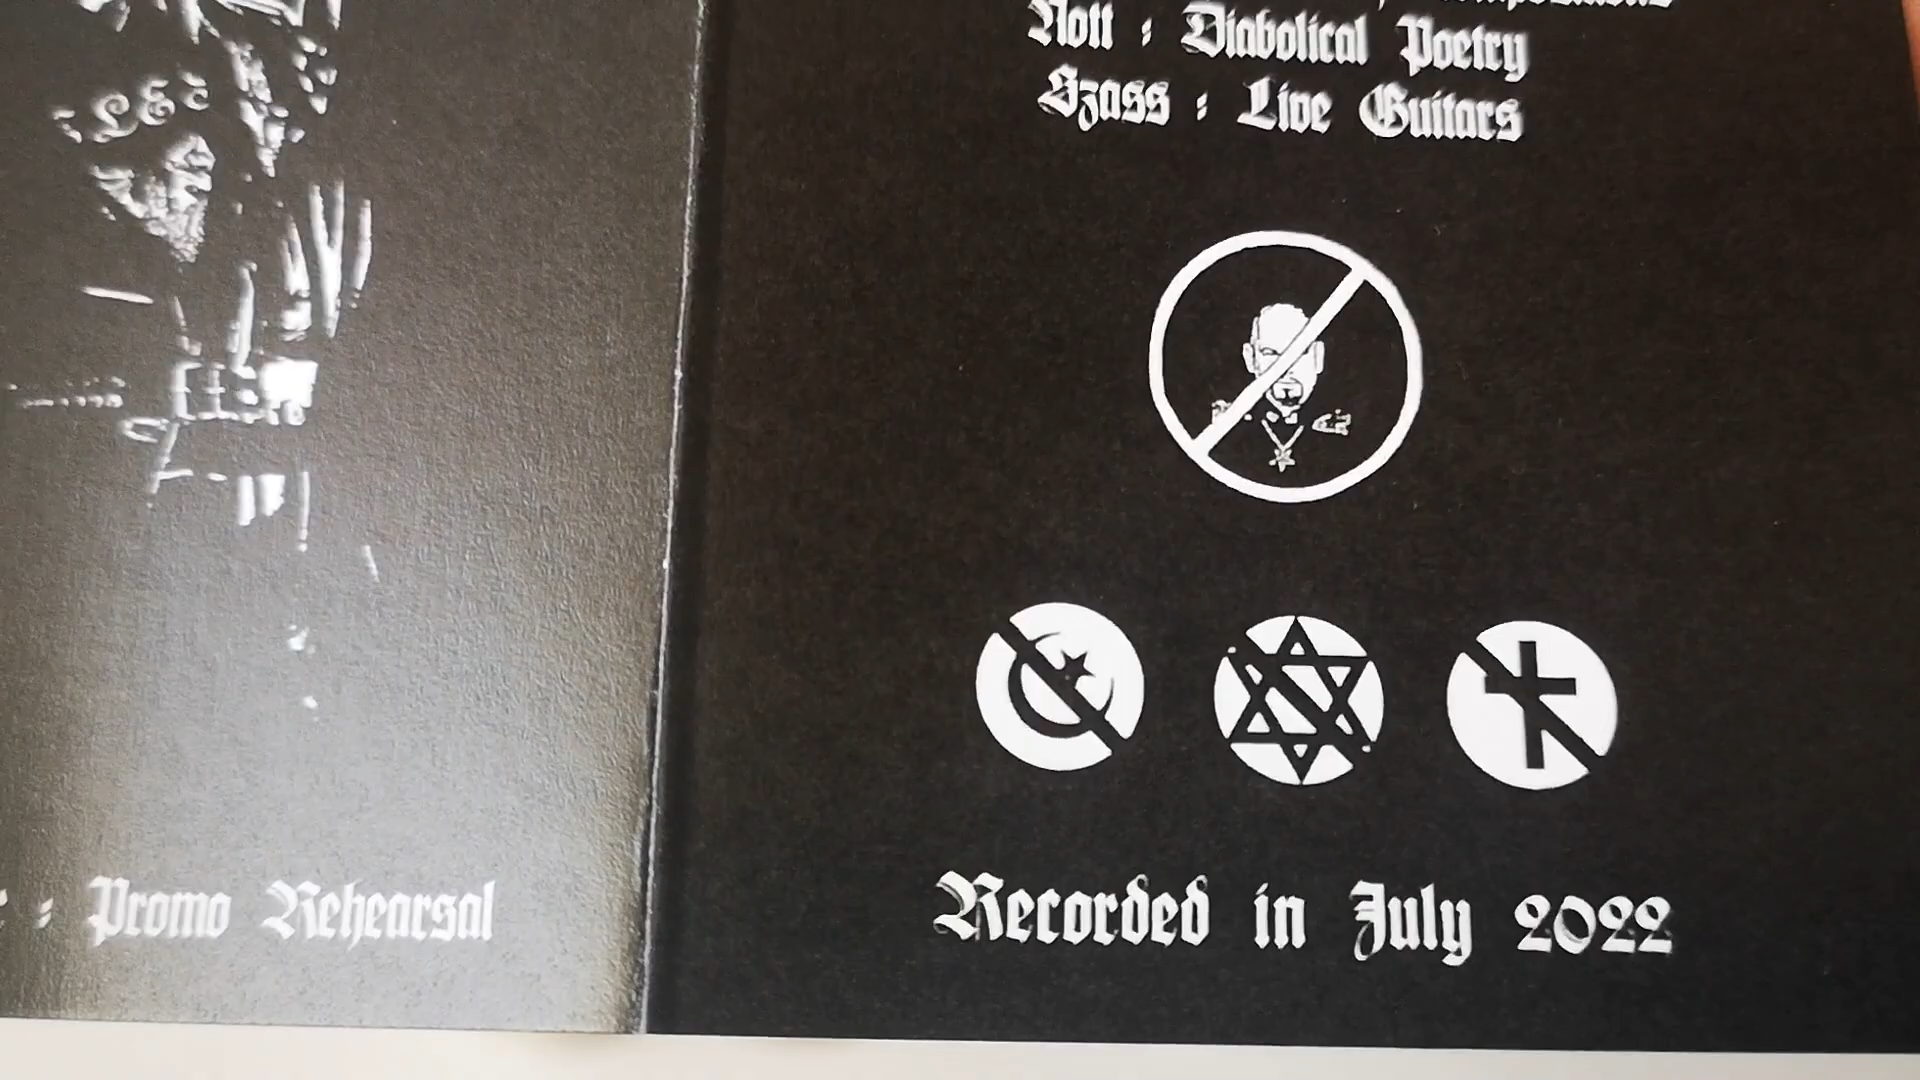 : Promo Rehearsal
Nott : Diabolical Poetry
Szass : Live Guitars
Recorded in July 2022